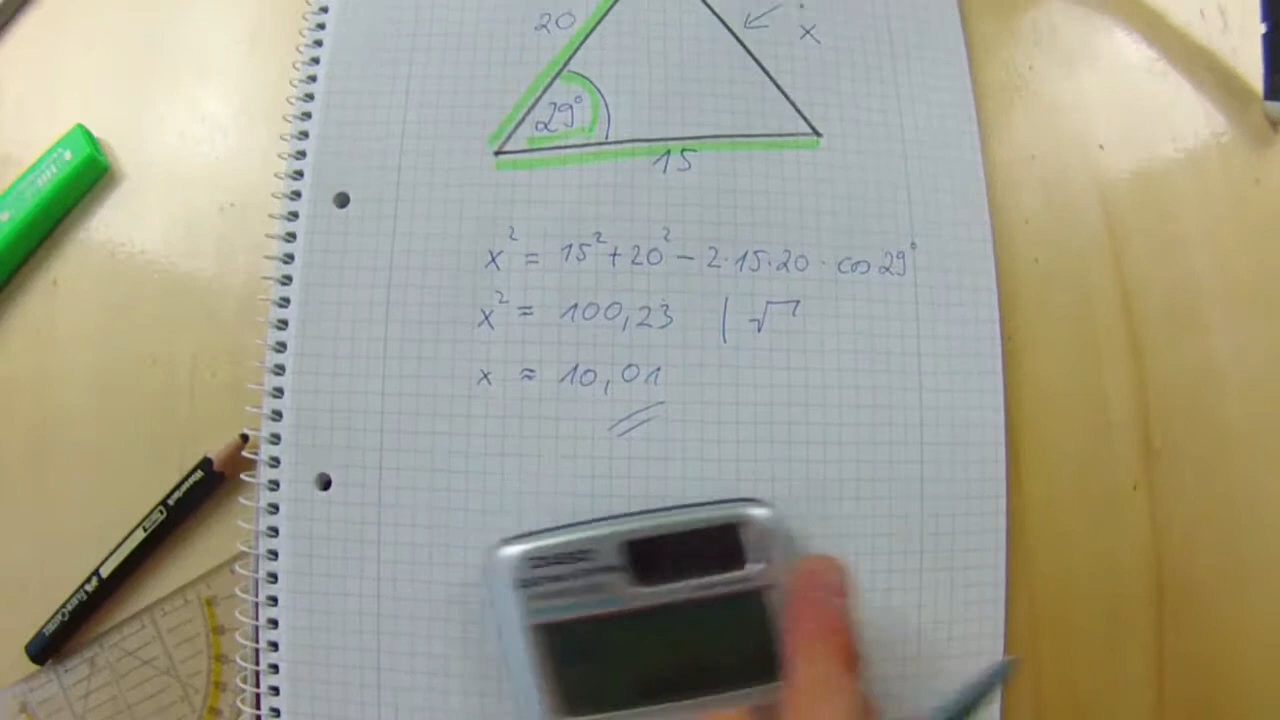 20
x
29°
15
x² = 15² + 20² − 2·15·20 · cos 29°
x² ≈ 100,23 | √
x ≈ 10,01